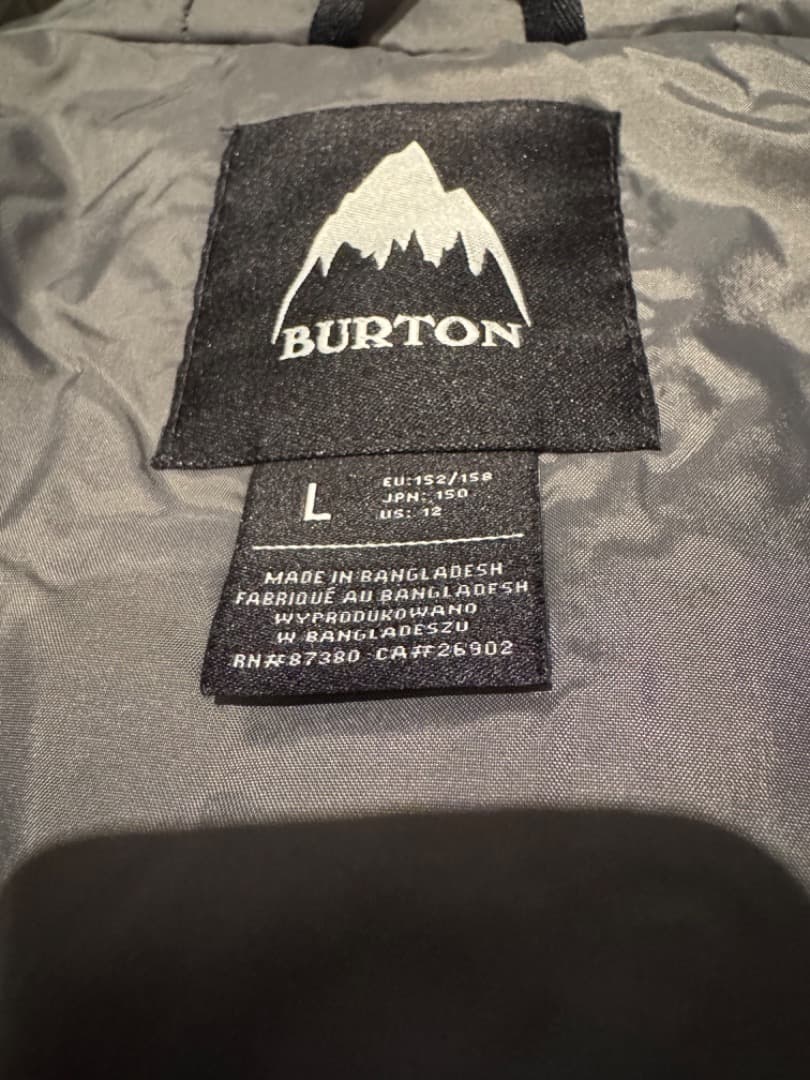 BURTON
L
EU:152/158
JPN: 150
US: 12
MADE IN BANGLADESH
FABRIQUÉ AU BANGLADESH
WYPRODUKOWANO
W BANGLADESZU
RN#87380 CA#26902